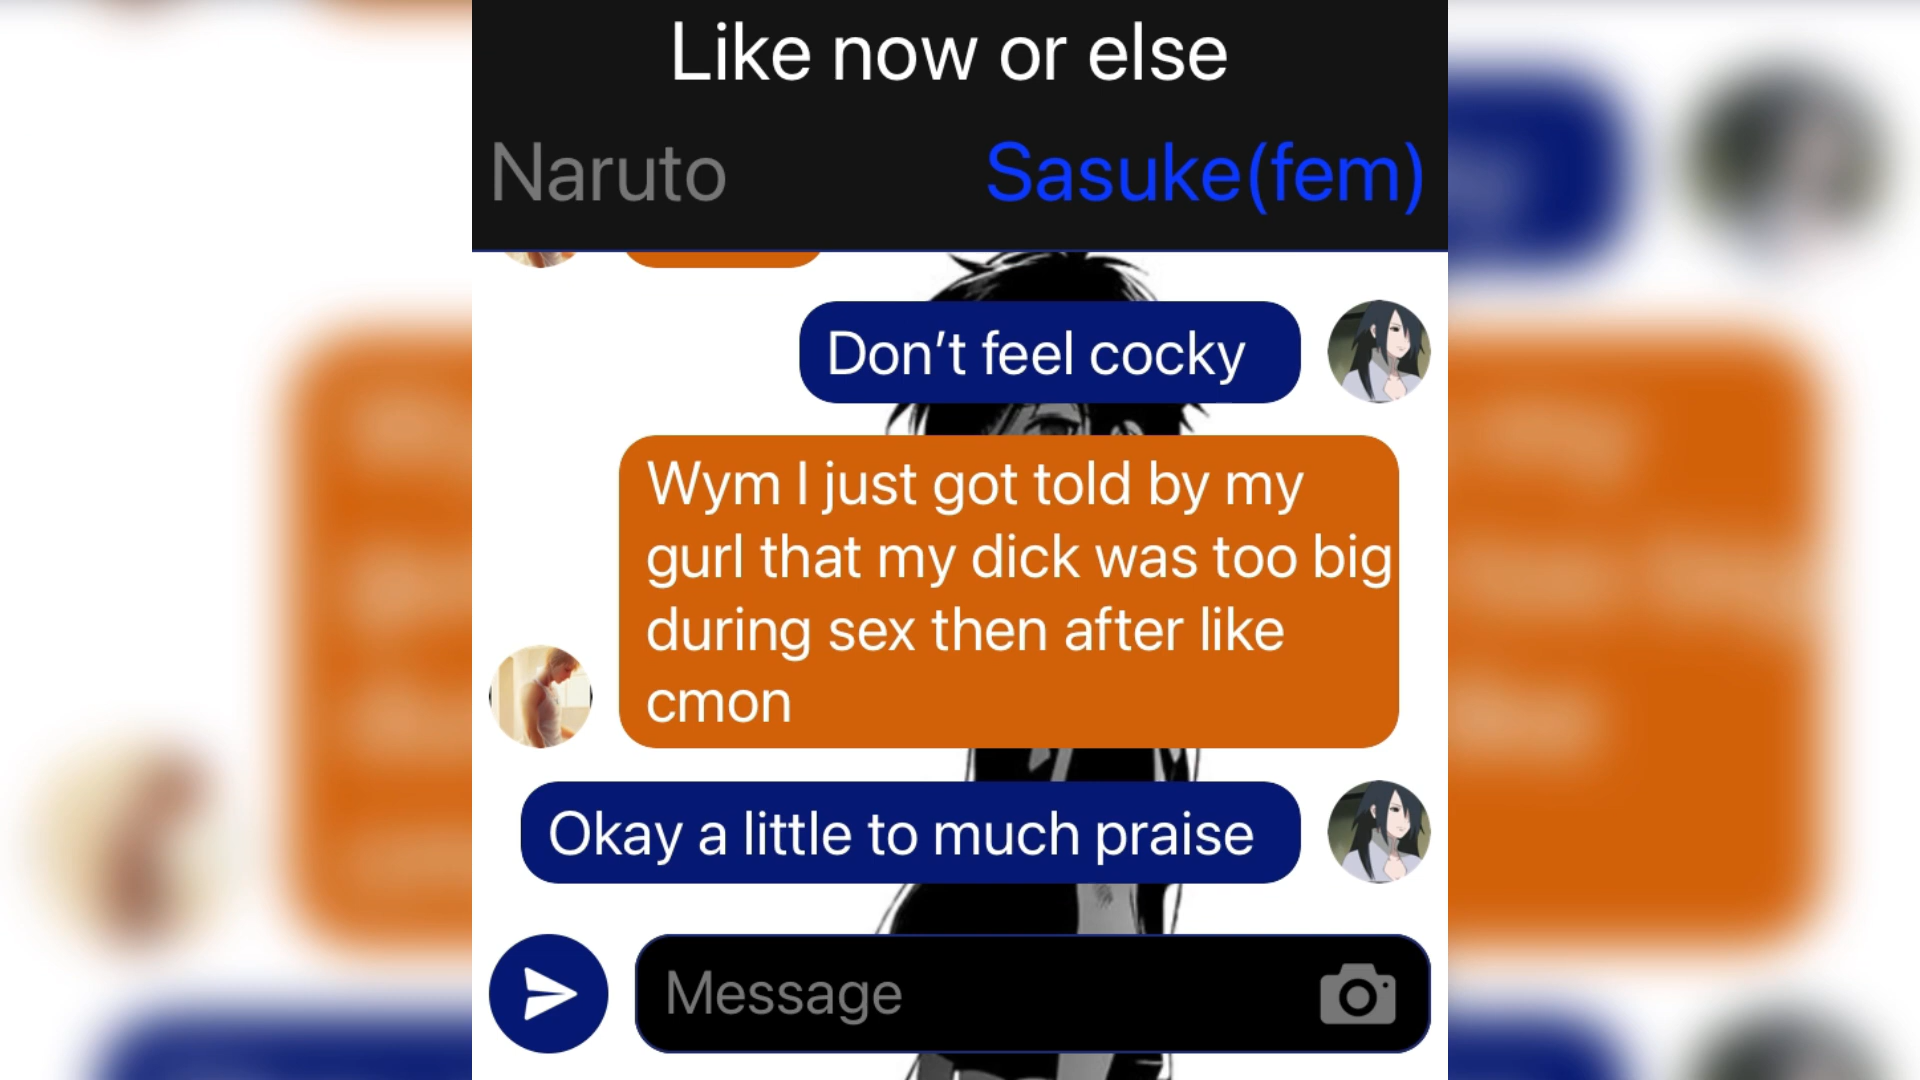 Like now or else
Naruto
Sasuke(fem)
Don’t feel cocky
Wym I just got told by my
gurl that my dick was too big
during sex then after like
cmon
Okay a little to much praise
Message